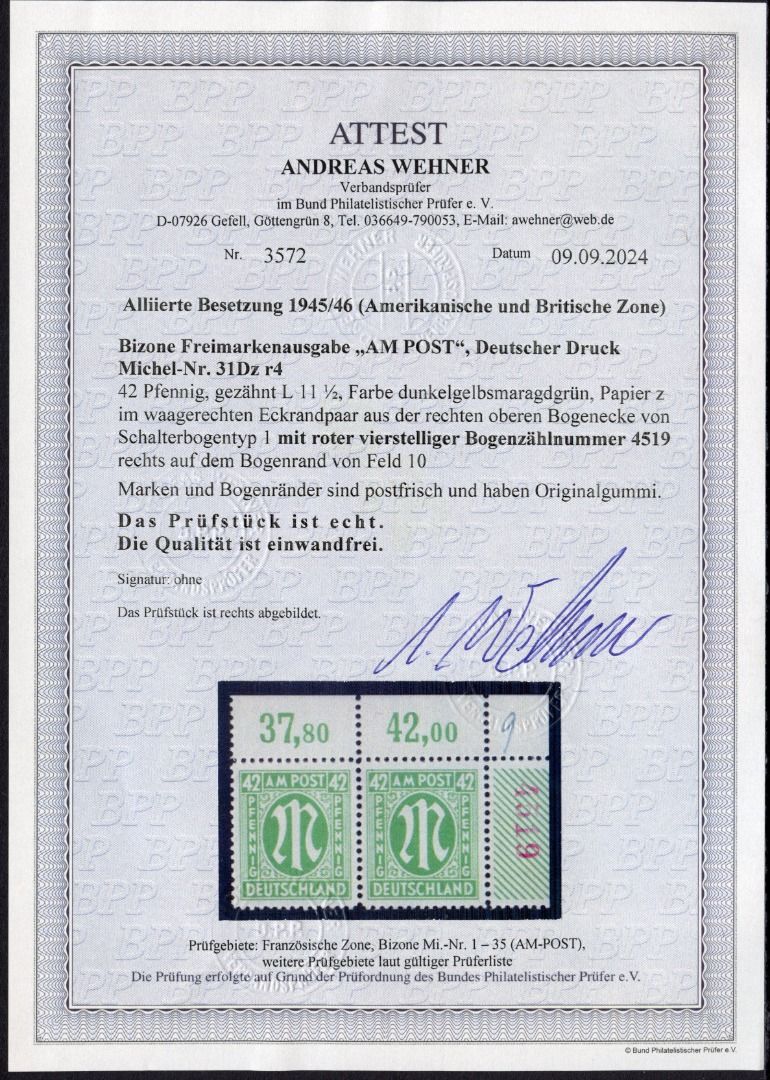 ATTEST
ANDREAS WEHNER
Verbandsprüfer
im Bund Philatelistischer Prüfer e. V.
D-07926 Gefell, Göttengrün 8, Tel. 036649-790053, E-Mail: awehner@web.de
Nr. 3572 Datum 09.09.2024
Alliierte Besetzung 1945/46 (Amerikanische und Britische Zone)
Bizone Freimarkenausgabe „AM POST“, Deutscher Druck
Michel-Nr. 31Dz r4
42 Pfennig, gezähnt L 11 ½, Farbe dunkelgelbsmaragdgrün, Papier z
im waagerechten Eckrandpaar aus der rechten oberen Bogenecke von
Schalterbogentyp 1 mit roter vierstelliger Bogenzählnummer 4519
rechts auf dem Bogenrand von Feld 10
Marken und Bogenränder sind postfrisch und haben Originalgummi.
Das Prüfstück ist echt.
Die Qualität ist einwandfrei.
Signatur: ohne
Das Prüfstück ist rechts abgebildet.
A. Wehner
37,80 42,00 9
42 AM POST 42 42 AM POST 42
PFENNIG PFENNIG PFENNIG PFENNIG
4519
DEUTSCHLAND DEUTSCHLAND
Prüfgebiete: Französische Zone, Bizone Mi.-Nr. 1 – 35 (AM-POST),
weitere Prüfgebiete laut gültiger Prüferliste
Die Prüfung erfolgte auf Grund der Prüfordnung des Bundes Philatelistischer Prüfer e.V.
© Bund Philatelistischer Prüfer e.V.